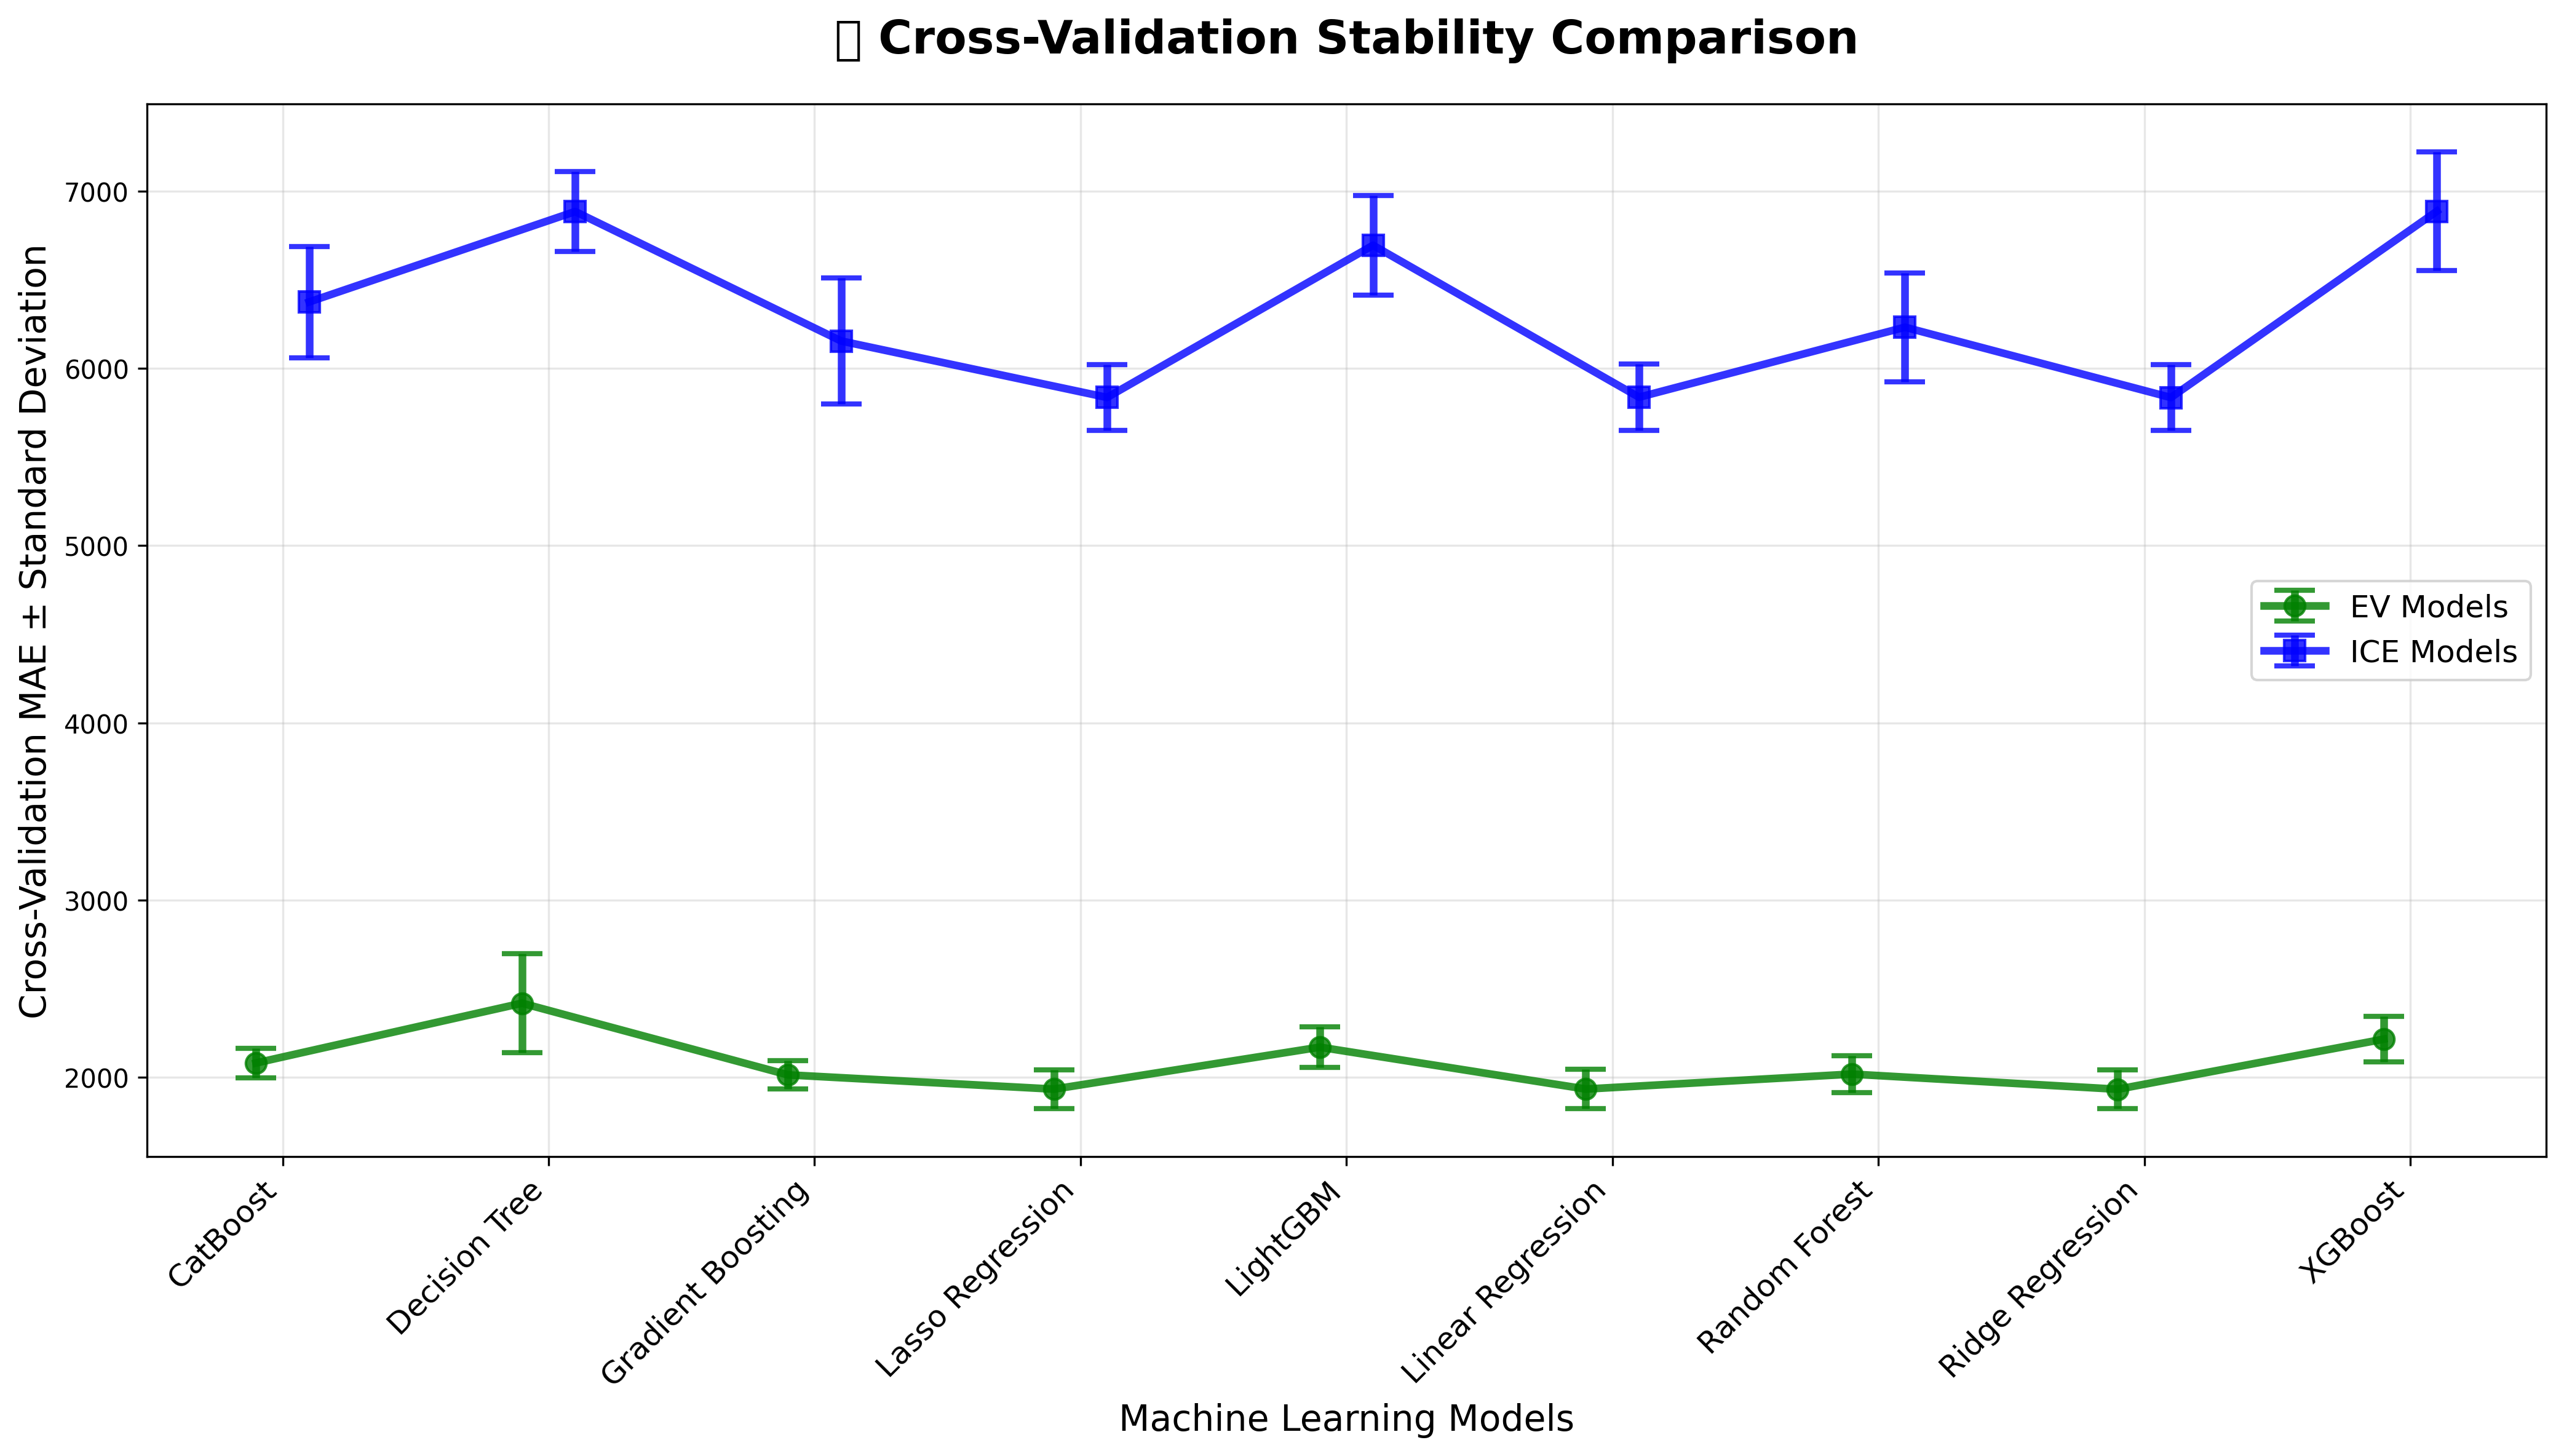 Cross-Validation Stability Comparison
Cross-Validation MAE ± Standard Deviation
7000
6000
5000
4000
3000
2000
EV Models
ICE Models
CatBoost
Decision Tree
Gradient Boosting
Lasso Regression
LightGBM
Linear Regression
Random Forest
Ridge Regression
XGBoost
Machine Learning Models